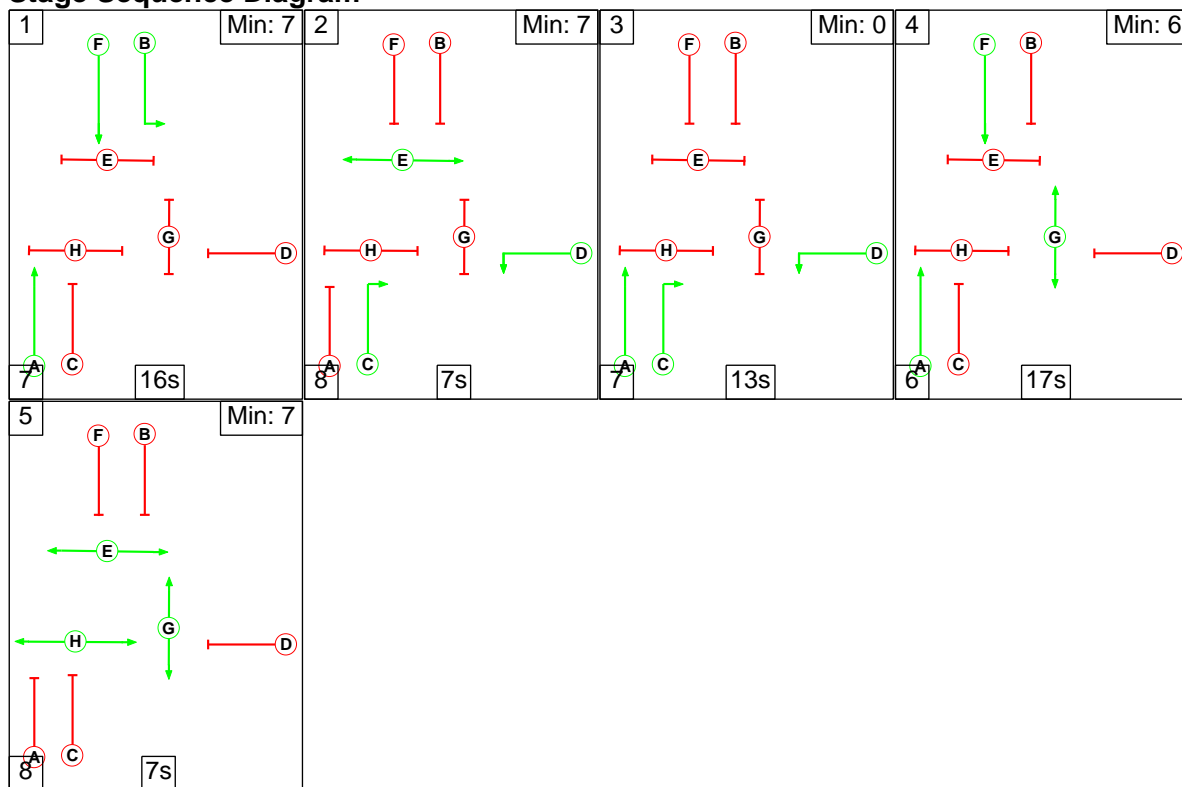 Stage Sequence Diagram
1 Min: 7
F B
E
G
H D
A C
7 16s
2 Min: 7
F B
E
G
H D
A C
8 7s
3 Min: 0
F B
E
G
H D
A C
7 13s
4 Min: 6
F B
E
G
H D
A C
6 17s
5 Min: 7
F B
E
G
H D
A C
8 7s